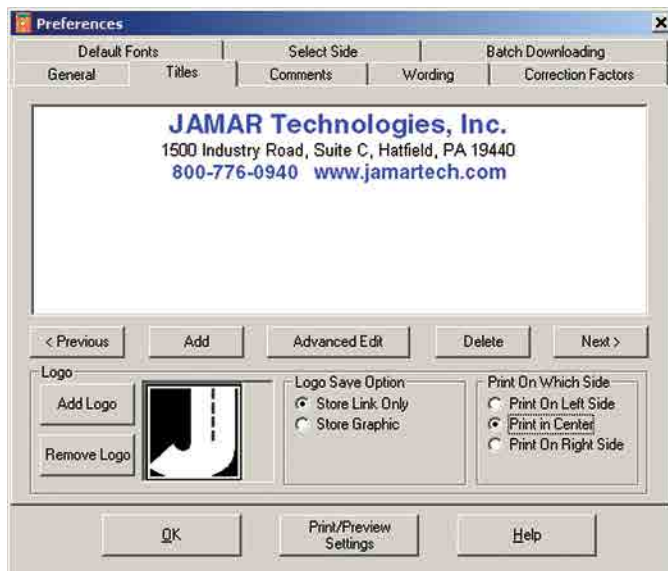 Preferences
Default Fonts Select Side Batch Downloading
General Titles Comments Wording Correction Factors
JAMAR Technologies, Inc.
1500 Industry Road, Suite C, Hatfield, PA 19440
800-776-0940 www.jamartech.com
< Previous Add Advanced Edit Delete Next >
Logo Logo Save Option Print On Which Side
Add Logo Store Link Only Print On Left Side
Store Graphic Print in Center
Remove Logo Print On Right Side
OK Print/Preview Help
Settings